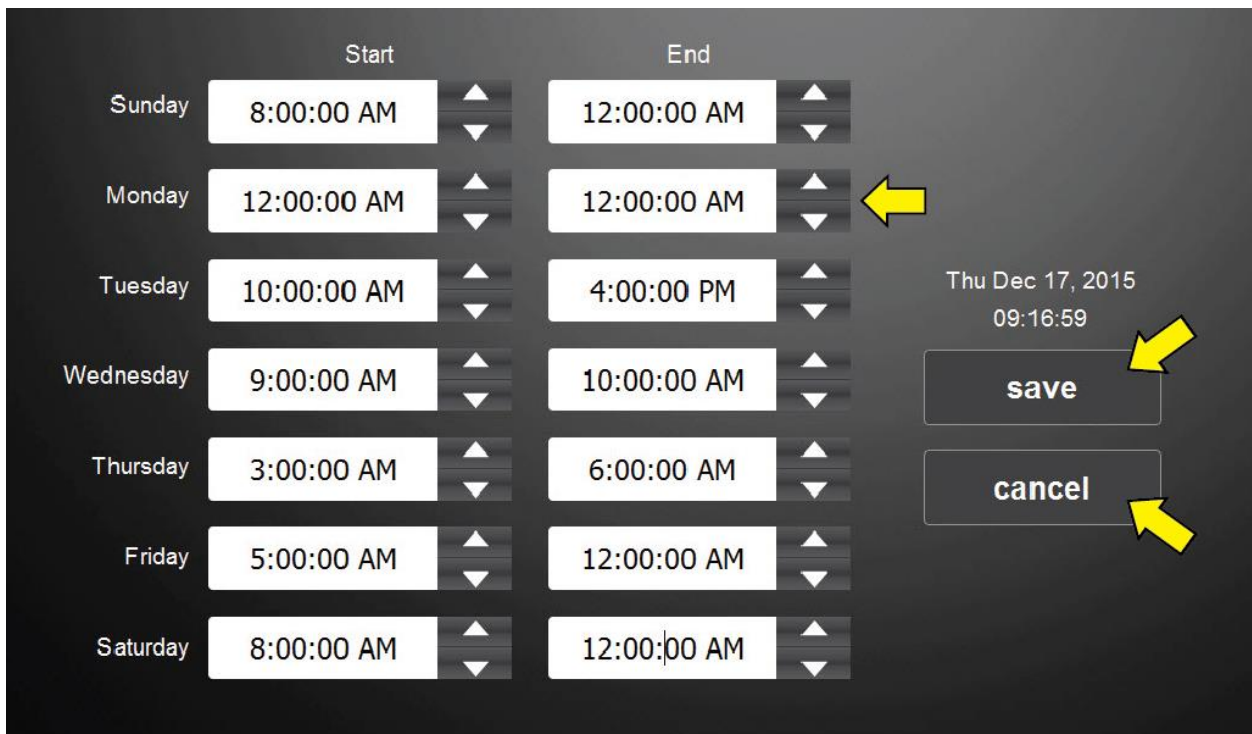 Start End
Sunday 8:00:00 AM 12:00:00 AM
Monday 12:00:00 AM 12:00:00 AM
Tuesday 10:00:00 AM 4:00:00 PM
Wednesday 9:00:00 AM 10:00:00 AM
Thursday 3:00:00 AM 6:00:00 AM
Friday 5:00:00 AM 12:00:00 AM
Saturday 8:00:00 AM 12:00:00 AM
Thu Dec 17, 2015
09:16:59
save
cancel